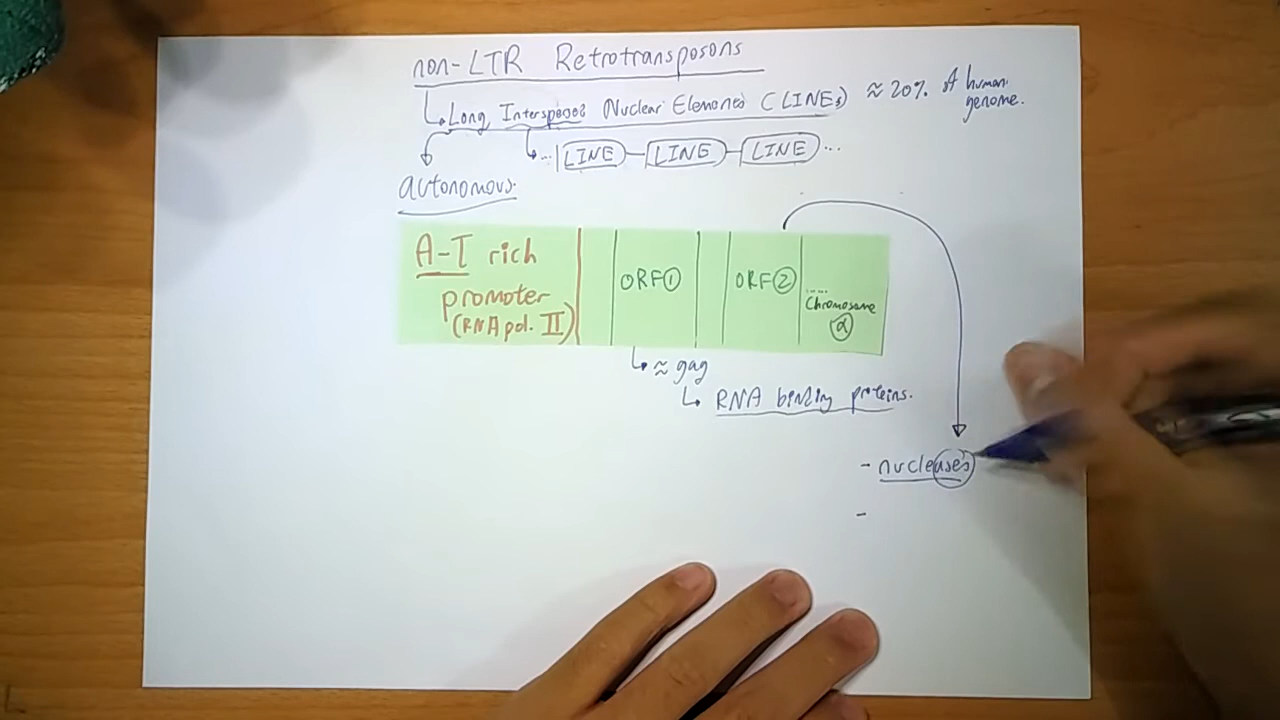 non-LTR Retrotransposons
Long Interspersed Nuclear Elements (LINEs) ≈ 20% of human genome.
... LINE LINE LINE ...
autonomous.
A-T rich
promoter
(RNA pol. II)
ORF①
ORF②
.....
Chromosome
α
≈ gag
RNA binding proteins.
- nucleases
-